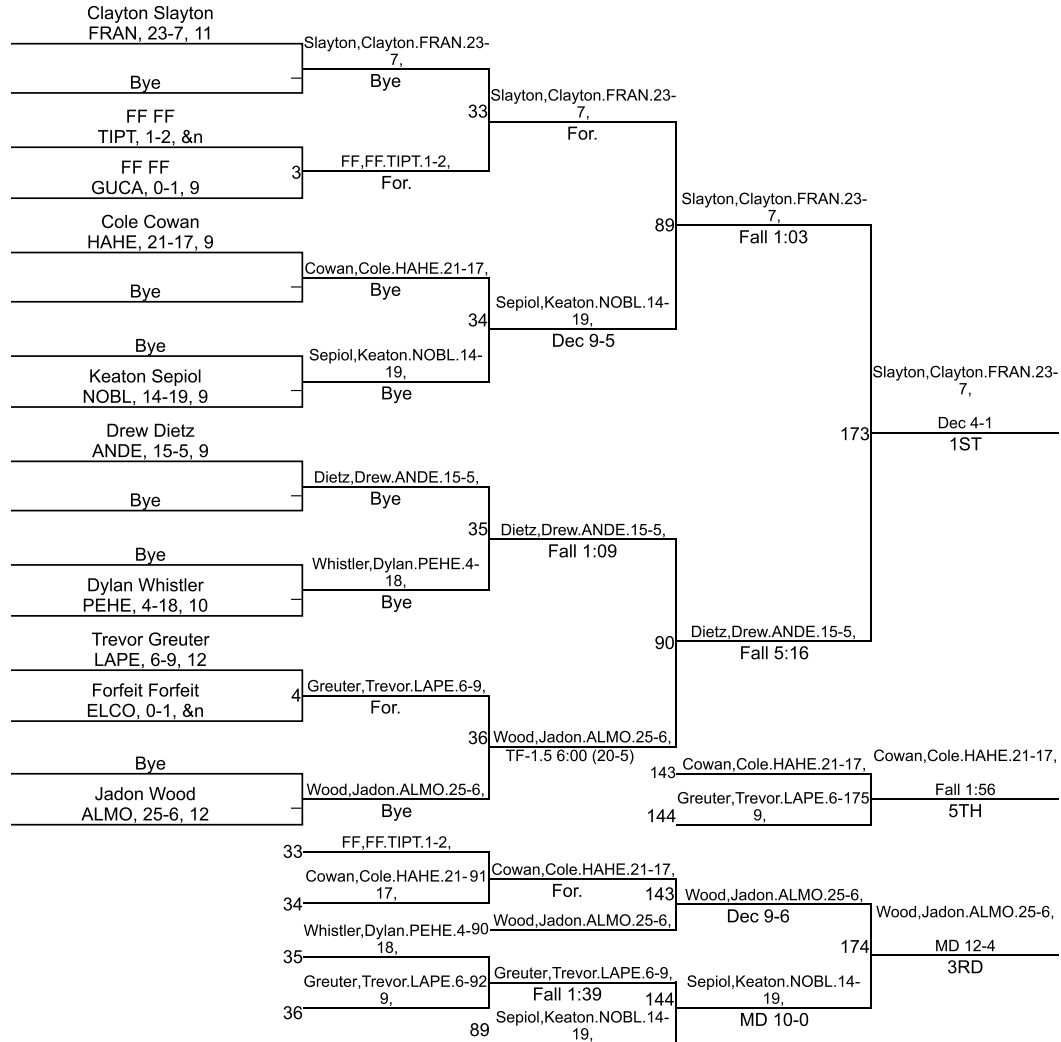 Clayton Slayton
FRAN, 23-7, 11
Slayton,Clayton.FRAN.23-
7,
Bye
Bye
Slayton,Clayton.FRAN.23-
7,
33
For.
FF FF
TIPT, 1-2, &n
FF FF
3
FF,FF.TIPT.1-2,
For.
GUCA, 0-1, 9
Slayton,Clayton.FRAN.23-
7,
89
Fall 1:03
Cole Cowan
HAHE, 21-17, 9
Cowan,Cole.HAHE.21-17,
Bye
Bye
Sepiol,Keaton.NOBL.14-
19,
34
Dec 9-5
Bye
Sepiol,Keaton.NOBL.14-
19,
Keaton Sepiol
NOBL, 14-19, 9
Bye
Slayton,Clayton.FRAN.23-
7,
Dec 4-1
173
1ST
Drew Dietz
ANDE, 15-5, 9
Dietz,Drew.ANDE.15-5,
Bye
Bye
35
Dietz,Drew.ANDE.15-5,
Fall 1:09
Bye
Whistler,Dylan.PEHE.4-
18,
Dylan Whistler
PEHE, 4-18, 10
Bye
90
Dietz,Drew.ANDE.15-5,
Fall 5:16
Trevor Greuter
LAPE, 6-9, 12
Forfeit Forfeit
ELCO, 0-1, &n
4
Greuter,Trevor.LAPE.6-9,
For.
36
Wood,Jadon.ALMO.25-6,
TF-1.5 6:00 (20-5)
Bye
Jadon Wood
ALMO, 25-6, 12
Wood,Jadon.ALMO.25-6,
Bye
143
Cowan,Cole.HAHE.21-17,
Cowan,Cole.HAHE.21-17,
Greuter,Trevor.LAPE.6-175
9,
144
Fall 1:56
5TH
33
FF,FF.TIPT.1-2,
Cowan,Cole.HAHE.21-91
17,
34
Cowan,Cole.HAHE.21-17,
For.
143
Wood,Jadon.ALMO.25-6,
Dec 9-6
Whistler,Dylan.PEHE.4-90
18,
Wood,Jadon.ALMO.25-6,
35
Wood,Jadon.ALMO.25-6,
174
MD 12-4
3RD
Greuter,Trevor.LAPE.6-92
9,
36
Greuter,Trevor.LAPE.6-9,
Fall 1:39
144
Sepiol,Keaton.NOBL.14-
19,
MD 10-0
89
Sepiol,Keaton.NOBL.14-
19,